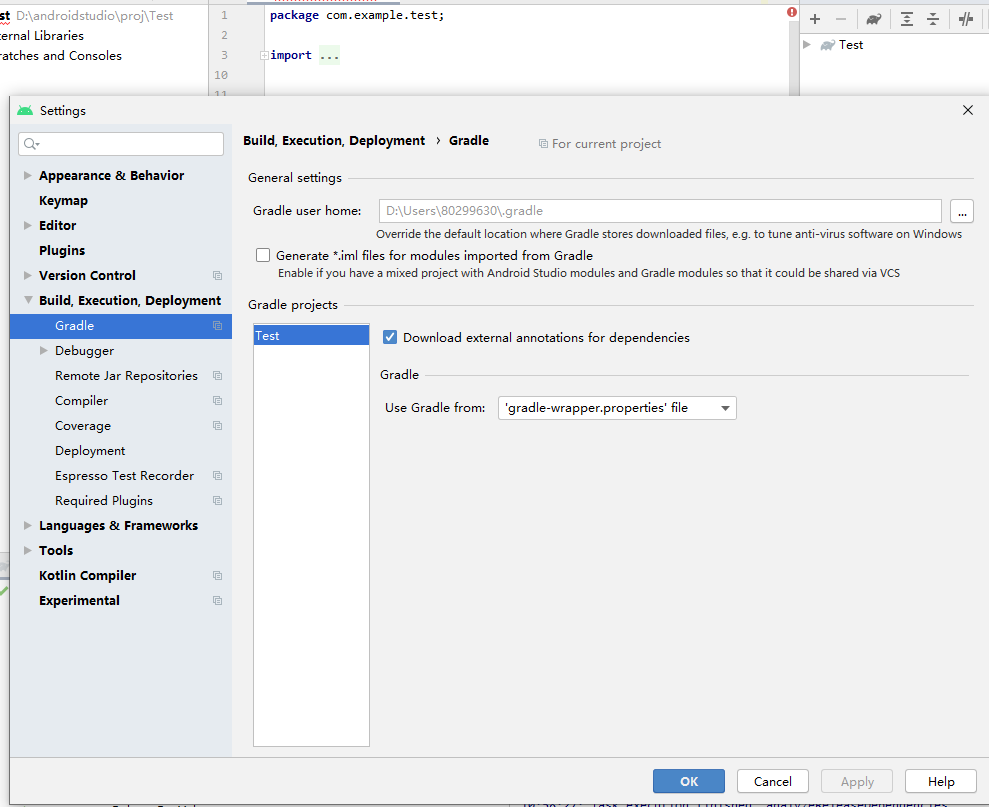 st D:\androidstudio\proj\Test
ternal Libraries
ratches and Consoles
1 package com.example.test;
2
3 import ...
10
11
Test
Settings
Build, Execution, Deployment › Gradle For current project
Appearance & Behavior
Keymap
Editor
Plugins
Version Control
Build, Execution, Deployment
Gradle
Debugger
Remote Jar Repositories
Compiler
Coverage
Deployment
Espresso Test Recorder
Required Plugins
Languages & Frameworks
Tools
Kotlin Compiler
Experimental
General settings
Gradle user home: D:\Users\80299630\.gradle ...
Override the default location where Gradle stores downloaded files, e.g. to tune anti-virus software on Windows
Generate *.iml files for modules imported from Gradle
Enable if you have a mixed project with Android Studio modules and Gradle modules so that it could be shared via VCS
Gradle projects
Test
Download external annotations for dependencies
Gradle
Use Gradle from: 'gradle-wrapper.properties' file
OK Cancel Apply Help